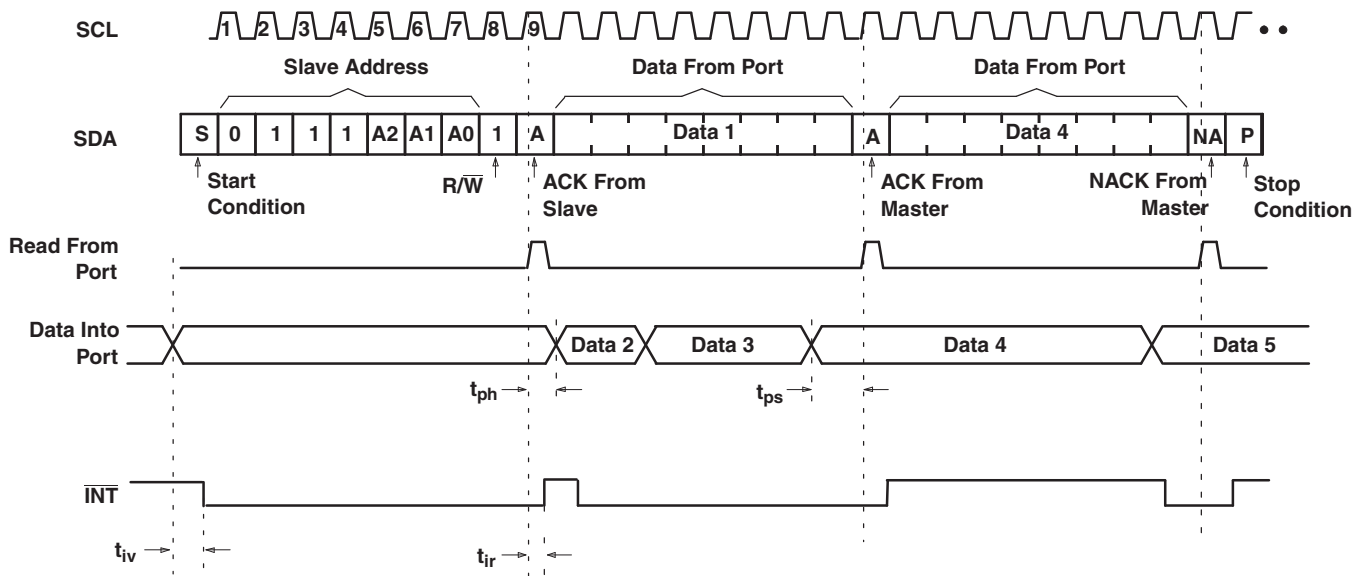 SCL 1 2 3 4 5 6 7 8 9
Slave Address Data From Port Data From Port
SDA S 0 1 1 1 A2 A1 A0 1 A Data 1 A Data 4 NA P
Start
Condition
R/W̅
ACK From
Slave
ACK From
Master
NACK From
Master
Stop
Condition
Read From
Port
Data Into
Port
Data 2 Data 3 Data 4 Data 5
tph tps
I̅N̅T̅
tiv tir